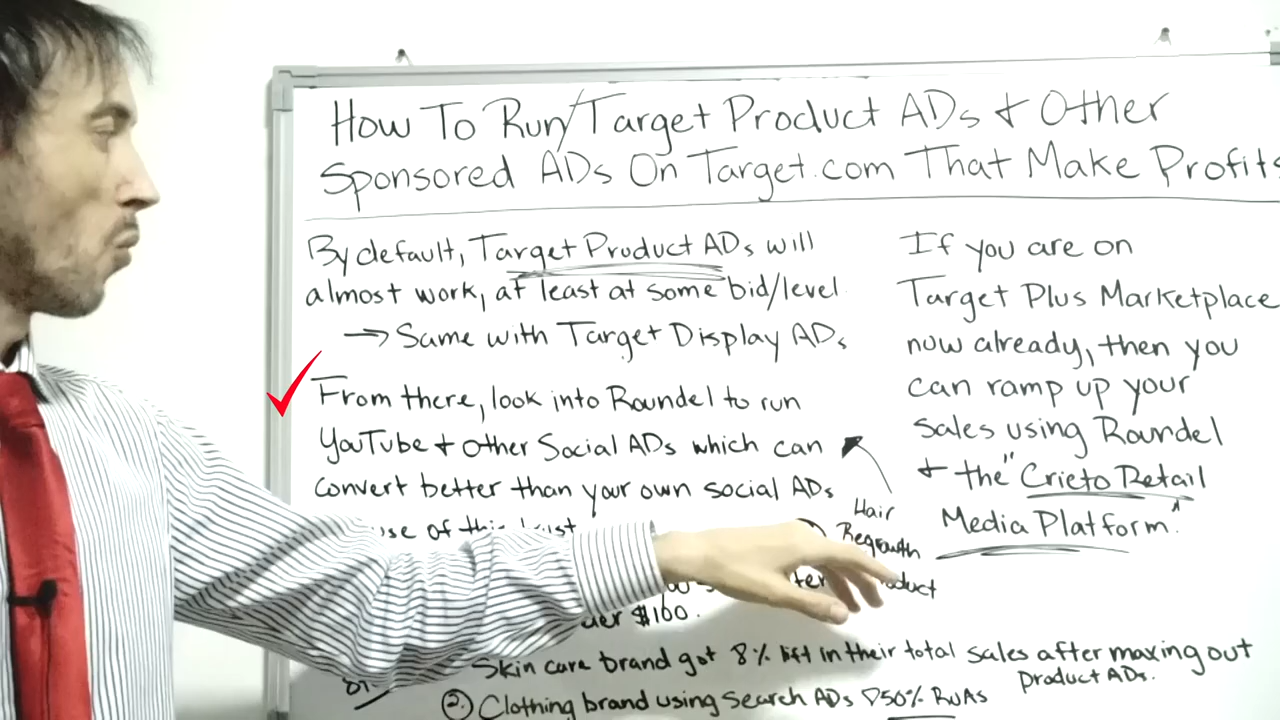 How To Run Target Product ADs & Other
Sponsored ADs On Target.com That Make Profits
By default, Target Product ADs will
almost work, at least at some bid/level
→ Same with Target Display ADs
From there, look into Roundel to run
YouTube & Other Social ADs which can
convert better than your own social ADs
of this
$100.
Skin care brand got 8% lift in their total sales after maxing out
product ADs.
2. Clothing brand using Search ADs 750% RoAs
Hair
Regrowth
If you are on
Target Plus Marketplace
now already, then you
can ramp up your
sales using Roundel
& the "Crieto Retail
Media Platform".